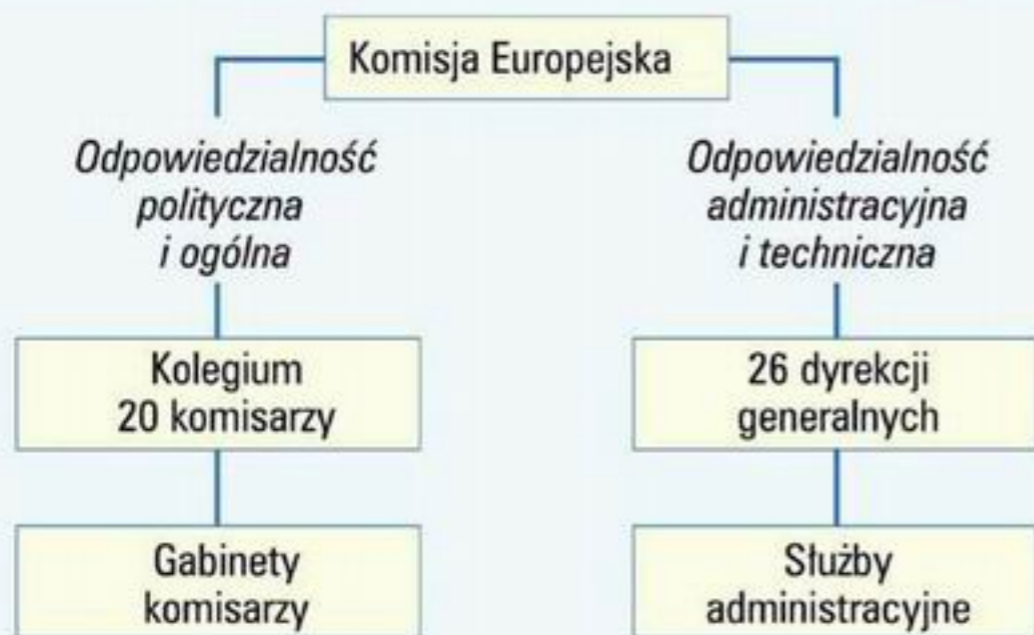 Komisja Europejska
Odpowiedzialność
polityczna
i ogólna
Odpowiedzialność
administracyjna
i techniczna
Kolegium
20 komisarzy
26 dyrekcji
generalnych
Gabinety
komisarzy
Służby
administracyjne